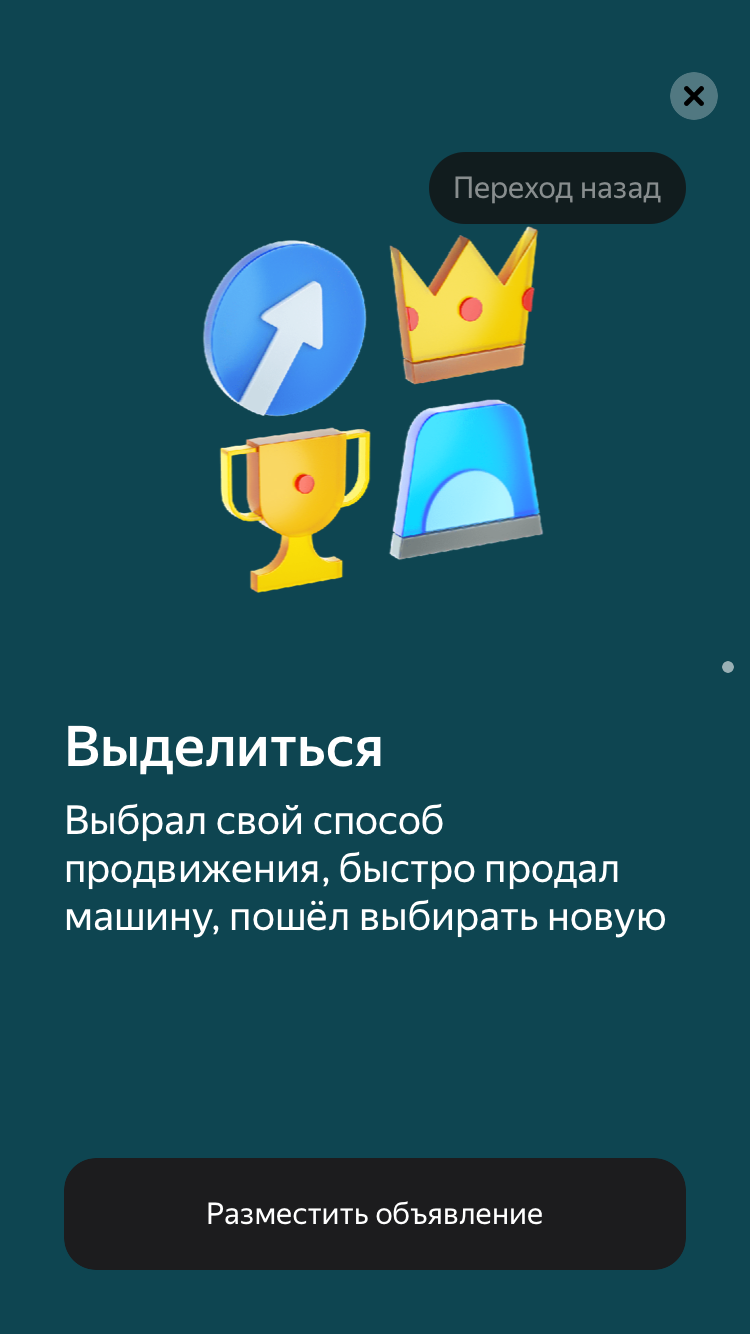 Переход назад
Выделиться
Выбрал свой способ
продвижения, быстро продал
машину, пошёл выбирать новую
Разместить объявление